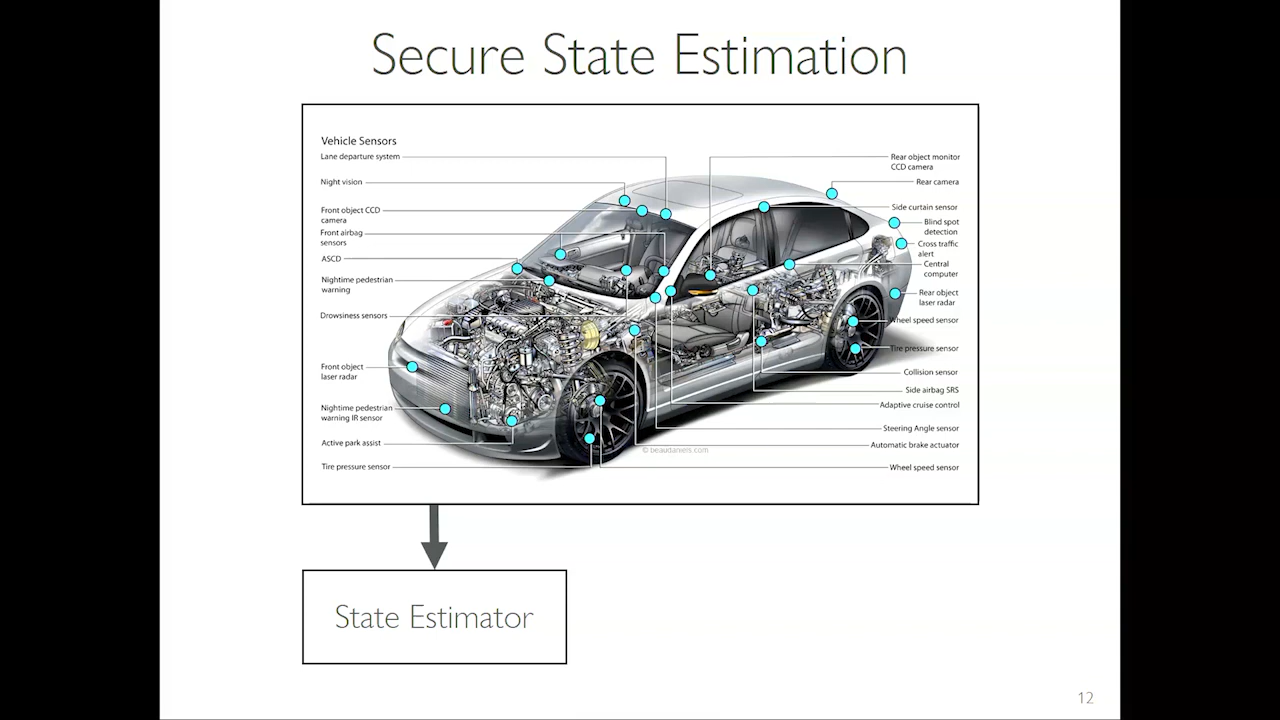 Secure State Estimation
Vehicle Sensors
Lane departure system
Night vision
Front object CCD
camera
Front airbag
sensors
ASCD
Nightime pedestrian
warning
Drowsiness sensors
Front object
laser radar
Nightime pedestrian
warning IR sensor
Active park assist
Tire pressure sensor
Rear object monitor
CCD camera
Rear camera
Side curtain sensor
Blind spot
detection
Cross traffic
alert
Central
computer
Rear object
laser radar
Wheel speed sensor
Tire pressure sensor
Collision sensor
Side airbag SRS
Adaptive cruise control
Steering Angle sensor
Automatic brake actuator
Wheel speed sensor
© beaudaniels.com
State Estimator
12